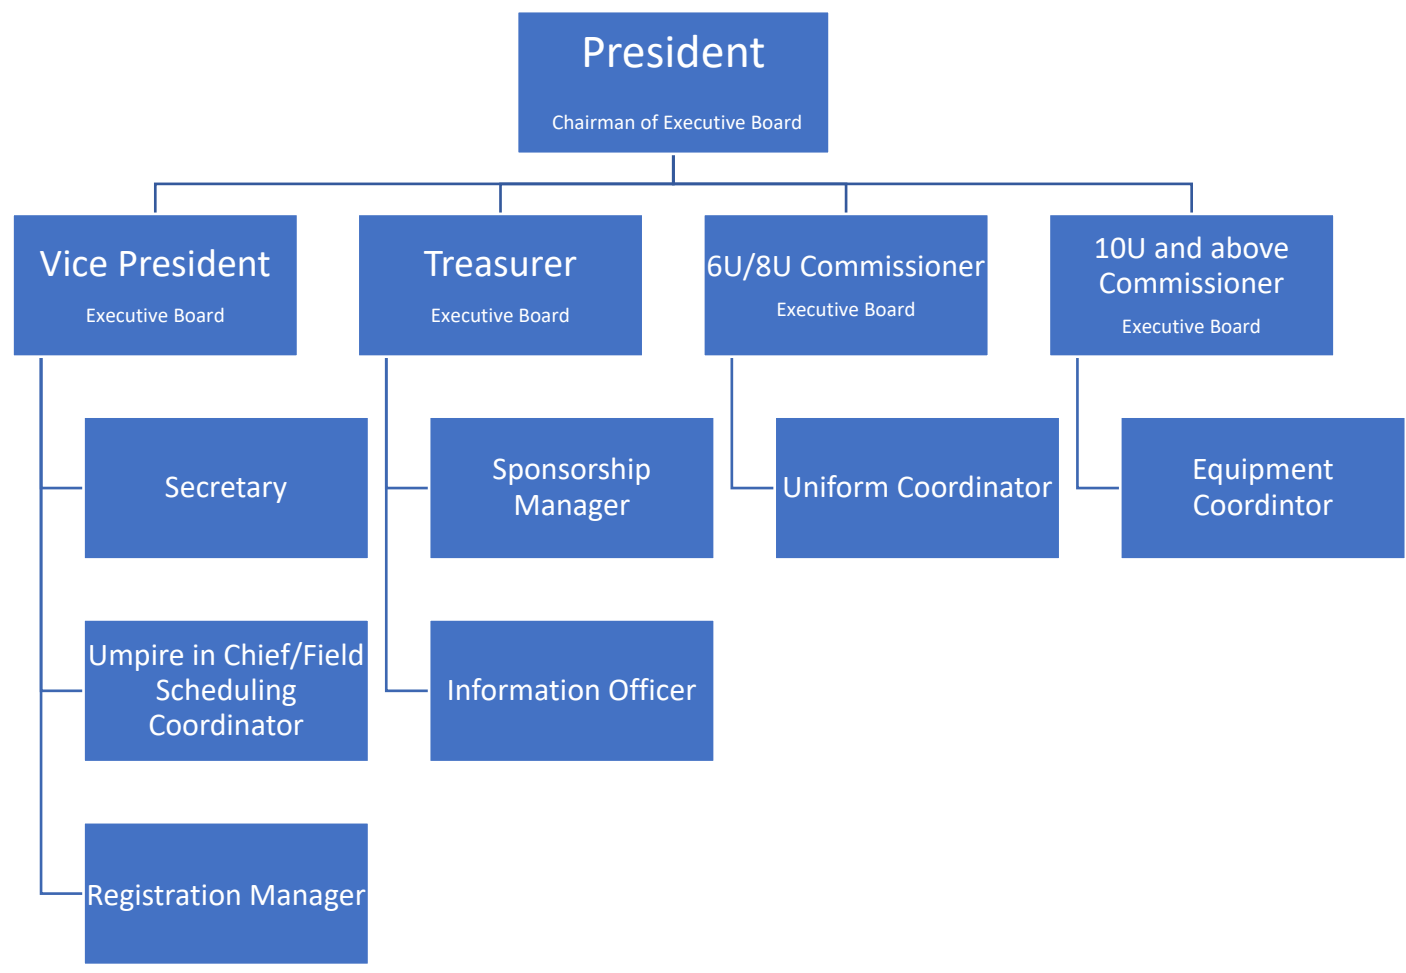 President
Chairman of Executive Board
Vice President
Executive Board
Treasurer
Executive Board
6U/8U Commissioner
Executive Board
10U and above
Commissioner
Executive Board
Secretary
Sponsorship
Manager
Uniform Coordinator
Equipment
Coordintor
Umpire in Chief/Field
Scheduling
Coordinator
Information Officer
Registration Manager